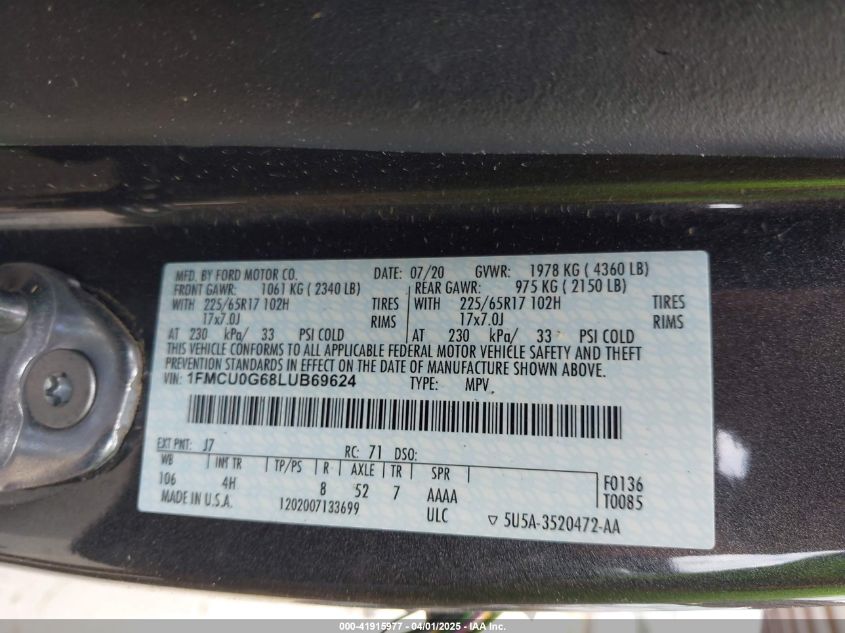 MFD. BY FORD MOTOR CO. DATE: 07/20 GVWR: 1978 KG ( 4360 LB)
FRONT GAWR: 1061 KG ( 2340 LB) REAR GAWR: 975 KG ( 2150 LB)
WITH 225/65R17 102H TIRES WITH 225/65R17 102H TIRES
17x7.0J RIMS 17x7.0J RIMS
AT 230 kPa/ 33 PSI COLD AT 230 kPa/ 33 PSI COLD
THIS VEHICLE CONFORMS TO ALL APPLICABLE FEDERAL MOTOR VEHICLE SAFETY AND THEFT
PREVENTION STANDARDS IN EFFECT ON THE DATE OF MANUFACTURE SHOWN ABOVE.
VIN: 1FMCU0G68LUB69624 TYPE: MPV
EXT PNT: J7 RC: 71 DSO:
WB INT TR TP/PS R AXLE TR SPR F0136
106 4H 8 52 7 AAAA T0085
MADE IN U.S.A. 1202007133699 ULC ▽ 5U5A-3520472-AA
000-41915977 - 04/01/2025 - IAA Inc.